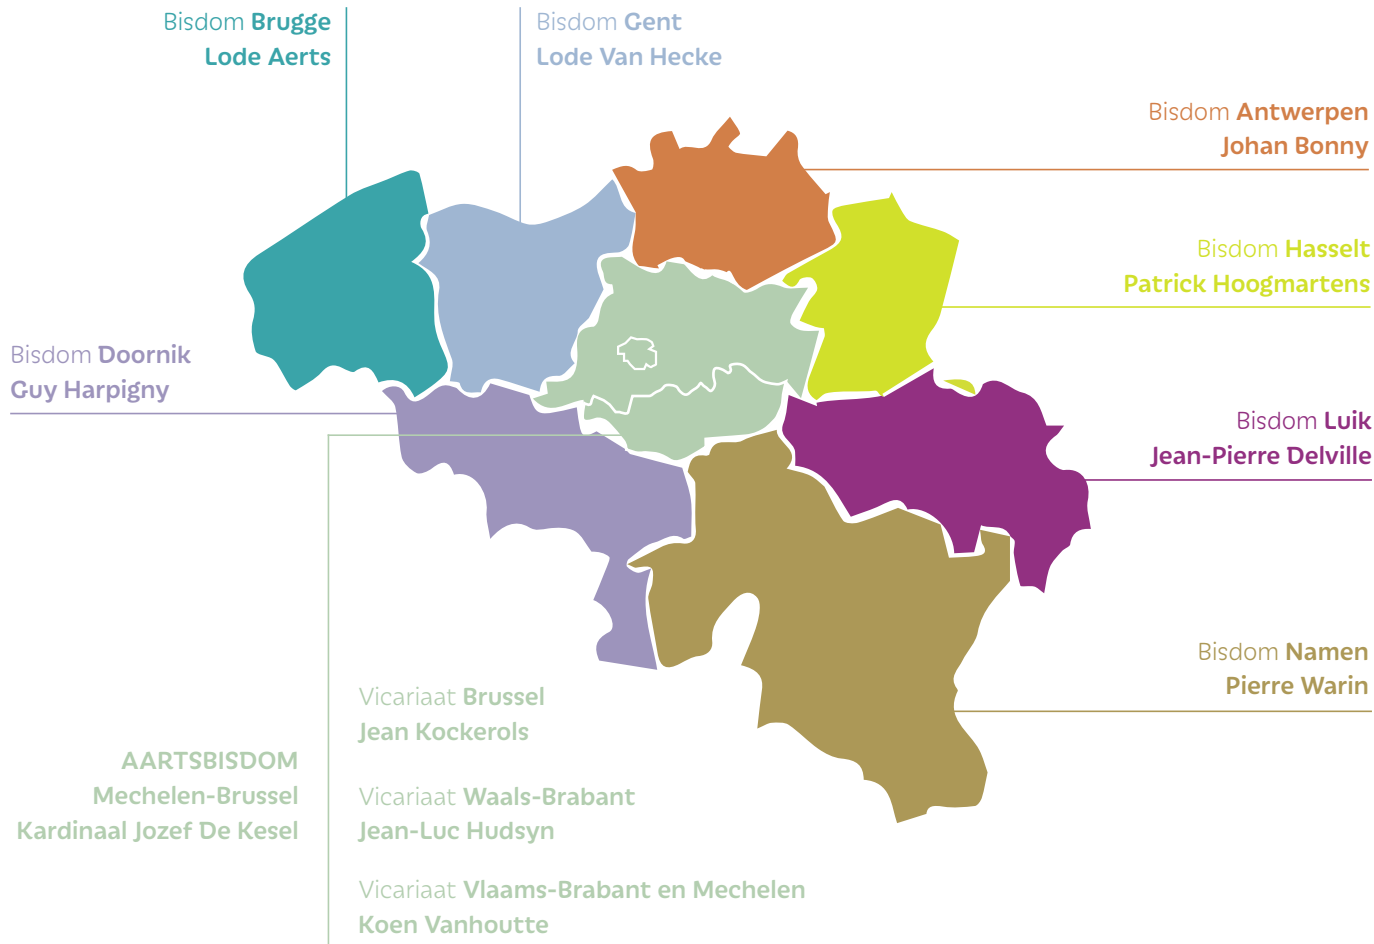 Bisdom Brugge
Lode Aerts
Bisdom Gent
Lode Van Hecke
Bisdom Antwerpen
Johan Bonny
Bisdom Hasselt
Patrick Hoogmartens
Bisdom Doornik
Guy Harpigny
Bisdom Luik
Jean-Pierre Delville
Bisdom Namen
Pierre Warin
AARTSBISDOM
Mechelen-Brussel
Kardinaal Jozef De Kesel
Vicariaat Brussel
Jean Kockerols
Vicariaat Waals-Brabant
Jean-Luc Hudsyn
Vicariaat Vlaams-Brabant en Mechelen
Koen Vanhoutte